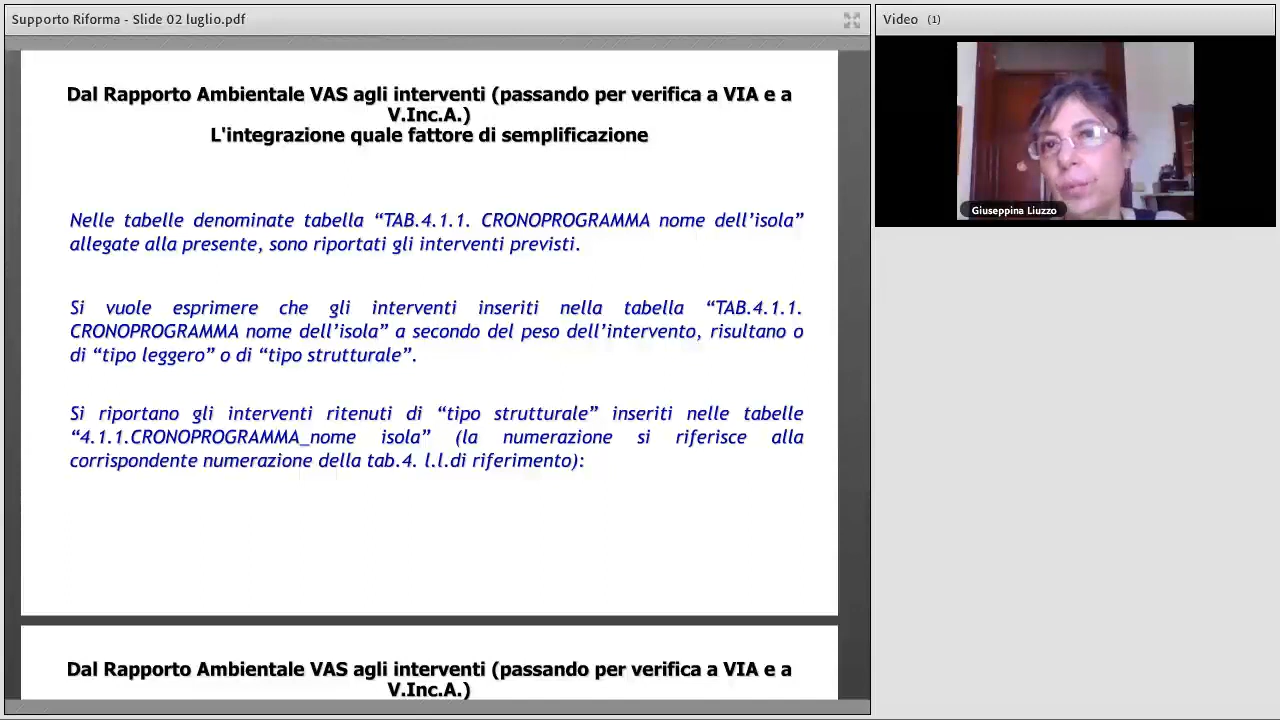 Supporto Riforma - Slide 02 luglio.pdf
Video (1)
Dal Rapporto Ambientale VAS agli interventi (passando per verifica a VIA e a
V.Inc.A.)
L'integrazione quale fattore di semplificazione
Nelle tabelle denominate tabella “TAB.4.1.1. CRONOPROGRAMMA nome dell’isola”
allegate alla presente, sono riportati gli interventi previsti.
Si vuole esprimere che gli interventi inseriti nella tabella “TAB.4.1.1.
CRONOPROGRAMMA nome dell’isola” a secondo del peso dell’intervento, risultano o
di “tipo leggero” o di “tipo strutturale”.
Si riportano gli interventi ritenuti di “tipo strutturale” inseriti nelle tabelle
“4.1.1.CRONOPROGRAMMA_nome isola” (la numerazione si riferisce alla
corrispondente numerazione della tab.4. l.l.di riferimento):
Dal Rapporto Ambientale VAS agli interventi (passando per verifica a VIA e a
V.Inc.A.)
Giuseppina Liuzzo